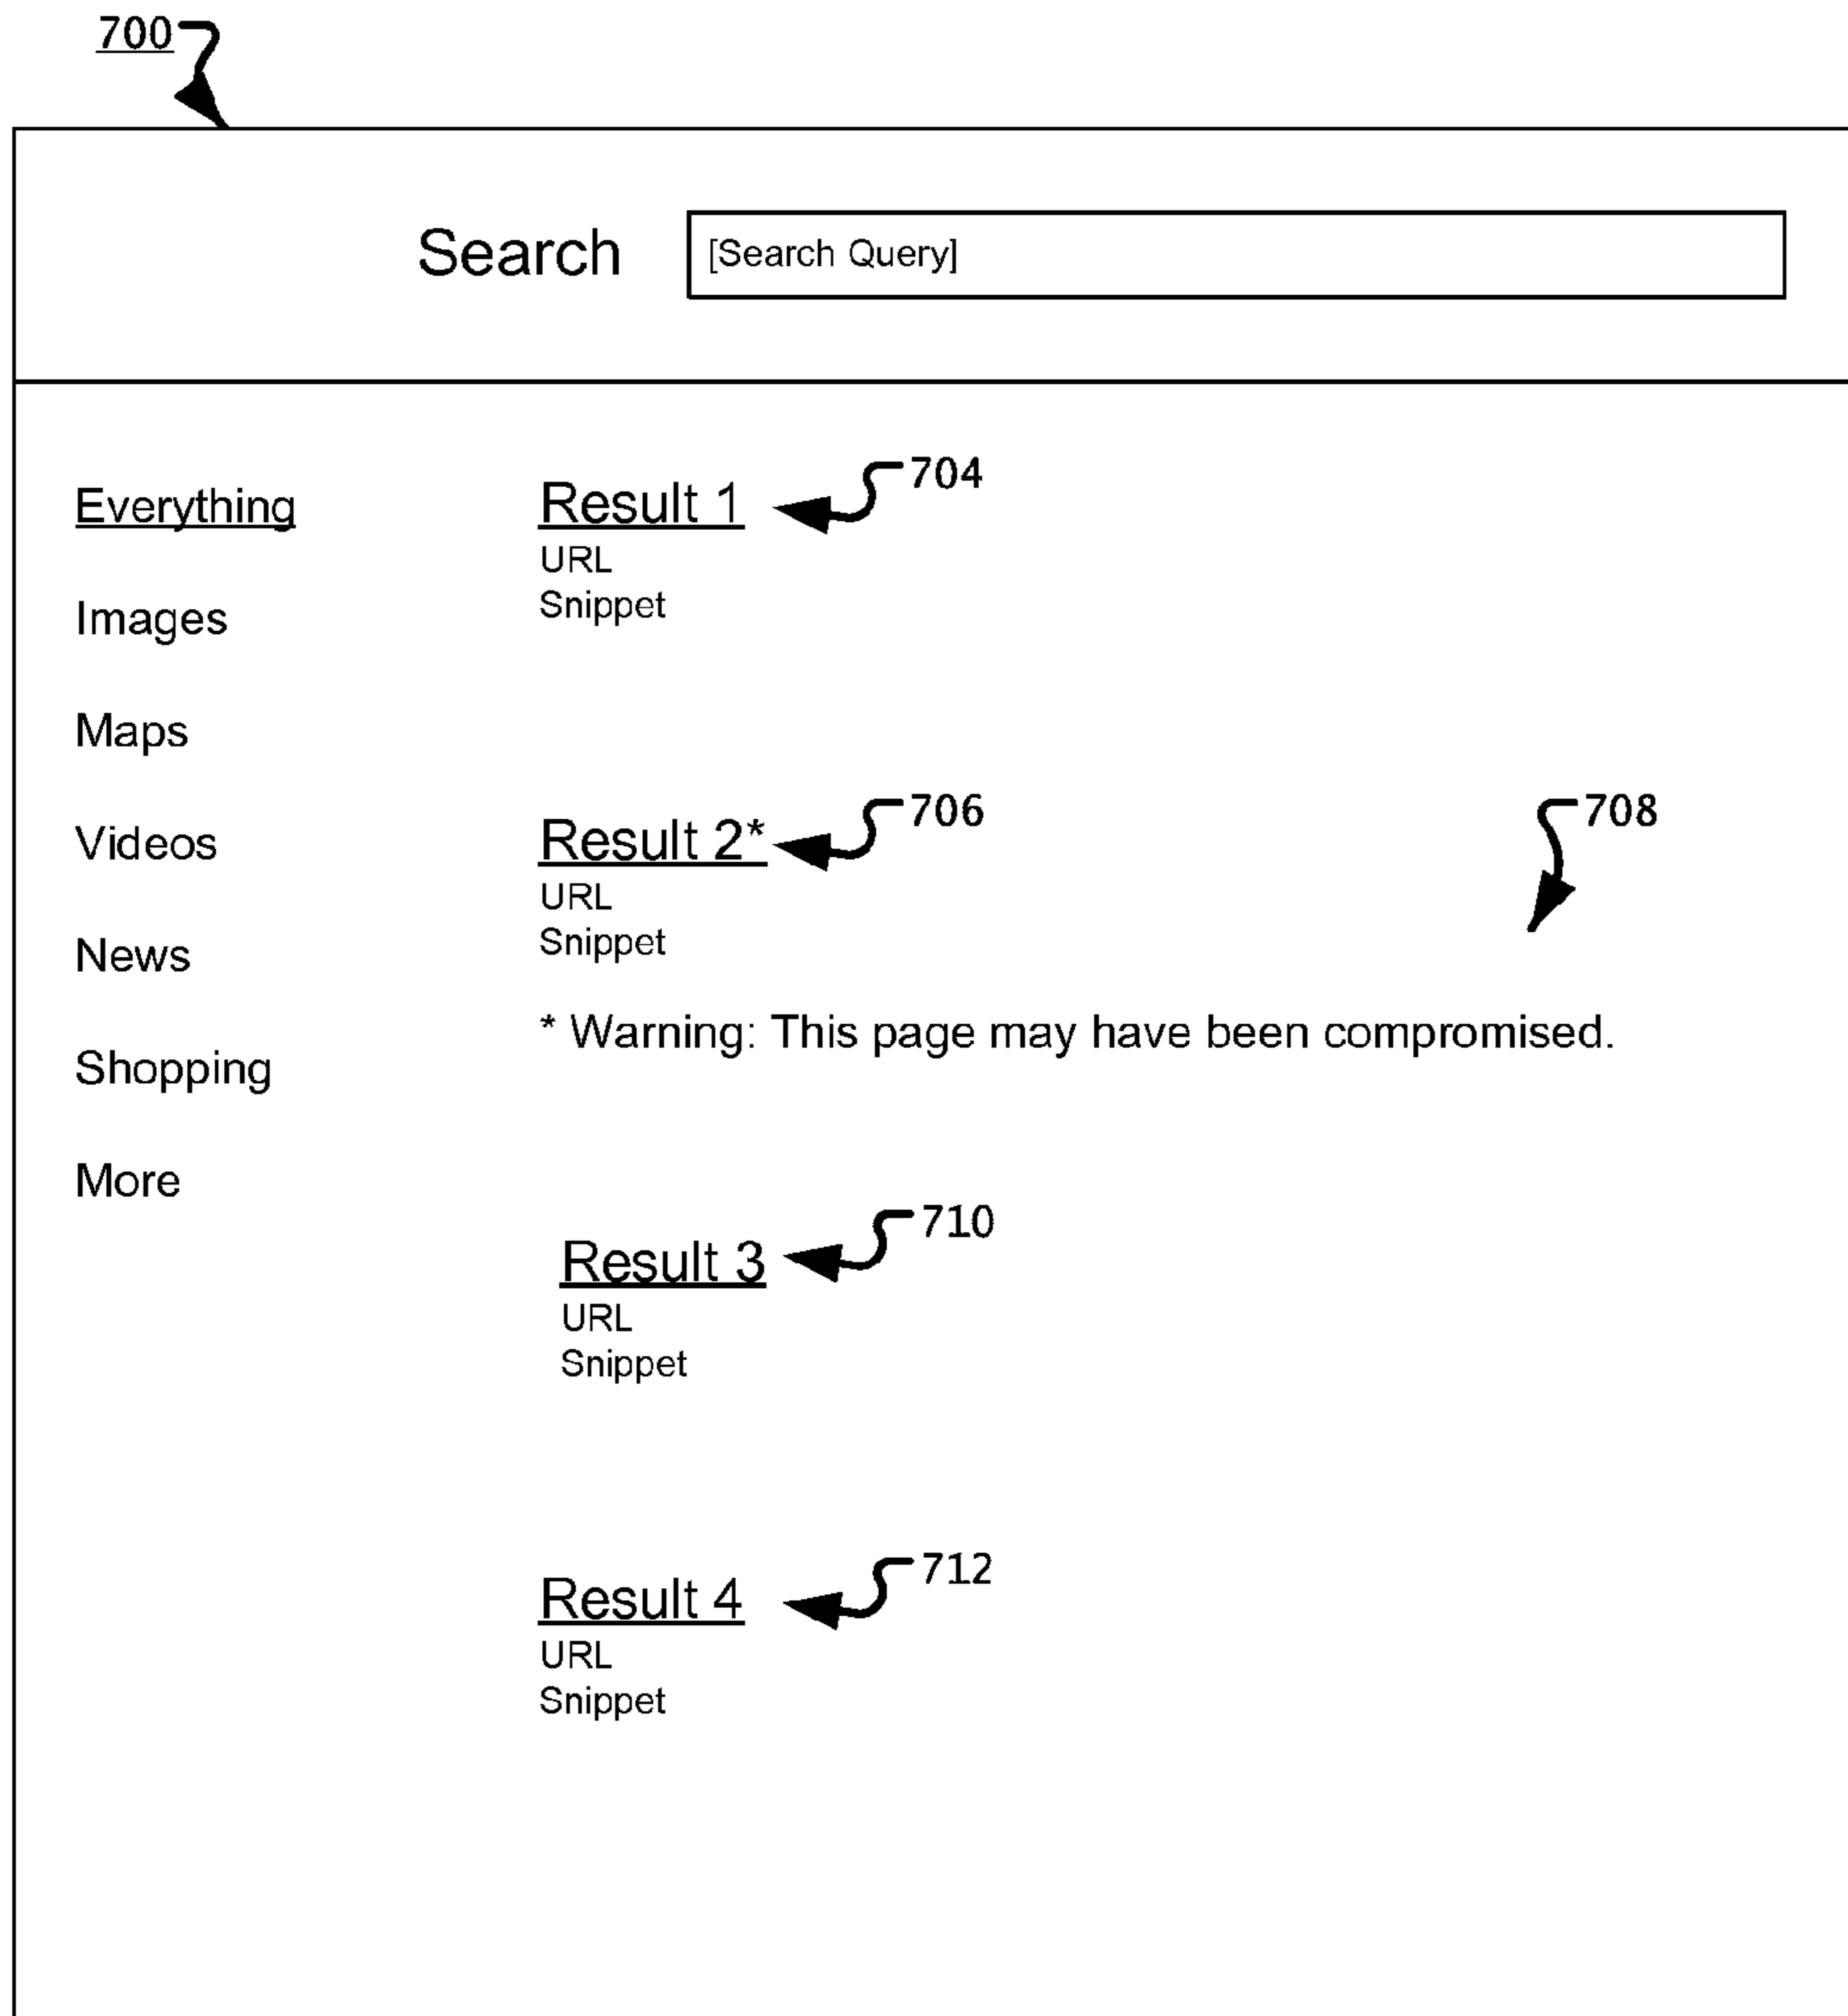 700
Search
[Search Query]
Everything
Images
Maps
Videos
News
Shopping
More
Result 1
704
URL
Snippet
Result 2*
706
708
URL
Snippet
* Warning: This page may have been compromised.
Result 3
710
URL
Snippet
Result 4
712
URL
Snippet